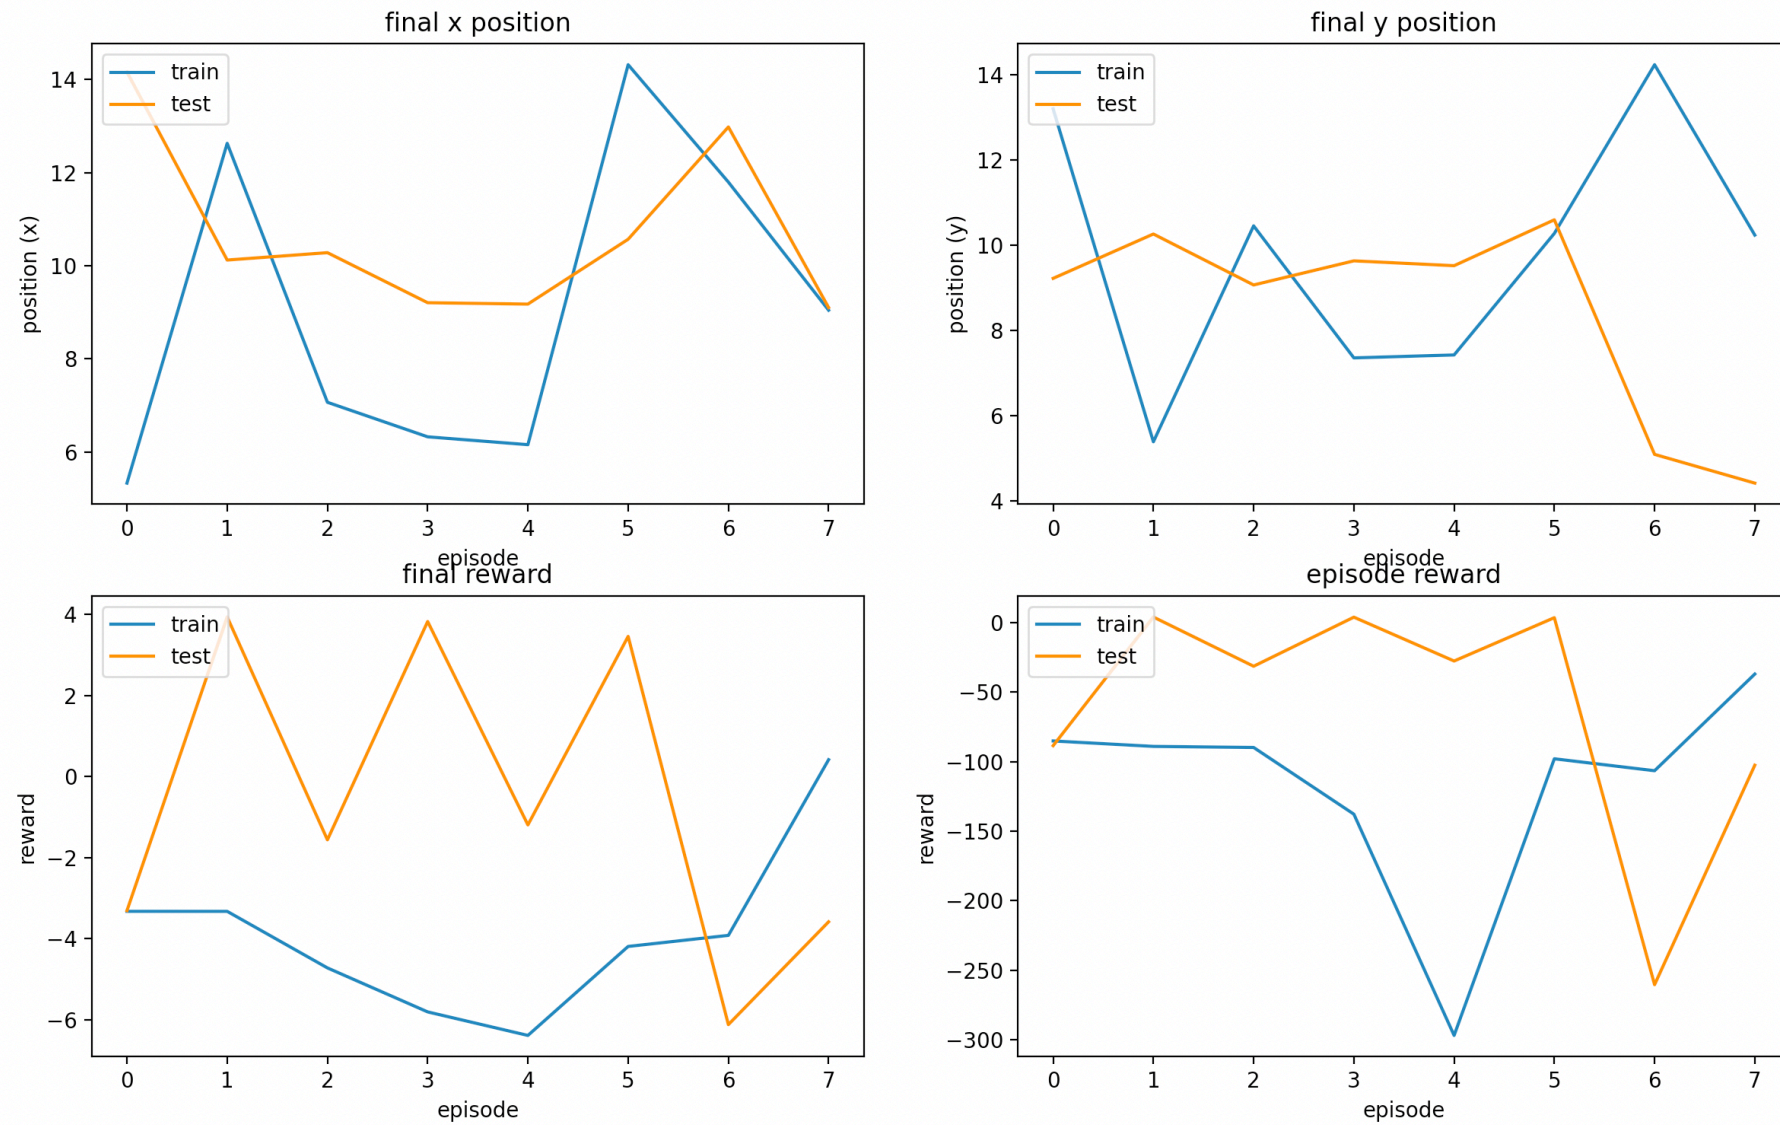 final x position
train
test
14
12
10
8
6
position (x)
0 1 2 3 4 5 6 7
episode
final y position
train
test
14
12
10
8
6
4
position (y)
0 1 2 3 4 5 6 7
episode
final reward
train
test
4
2
0
−2
−4
−6
reward
0 1 2 3 4 5 6 7
episode
episode reward
train
test
0
−50
−100
−150
−200
−250
−300
reward
0 1 2 3 4 5 6 7
episode